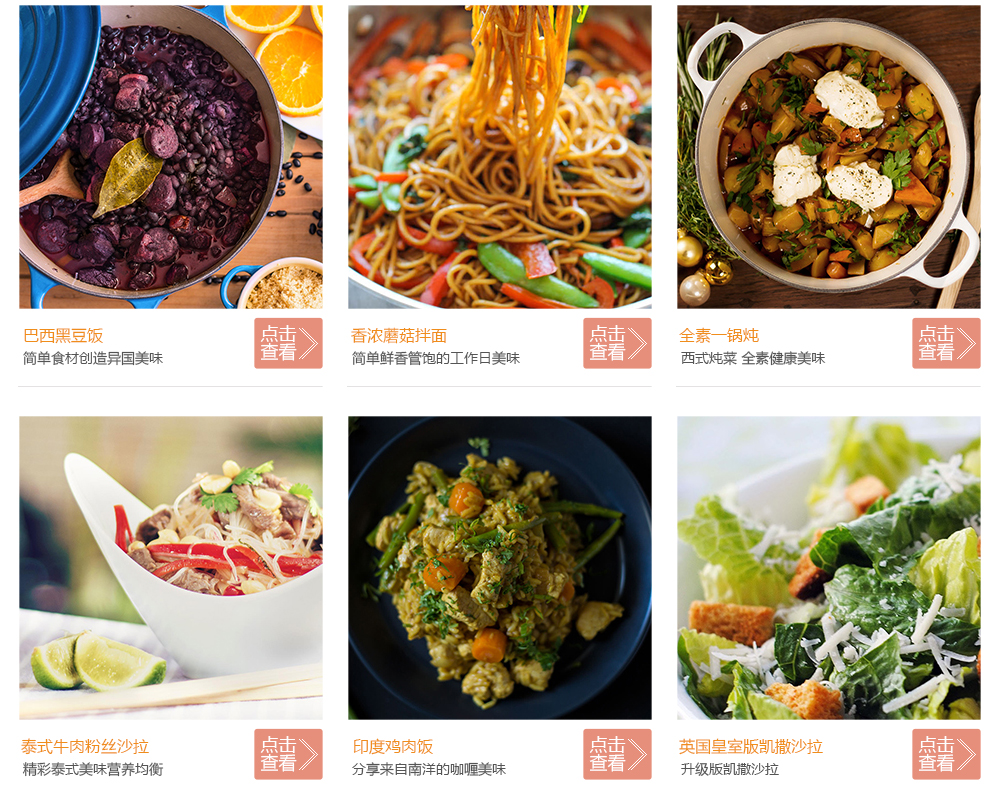 巴西黑豆饭
简单食材创造异国美味
点击
查看
香浓蘑菇拌面
简单鲜香管饱的工作日美味
点击
查看
全素一锅炖
西式炖菜 全素健康美味
点击
查看
泰式牛肉粉丝沙拉
精彩泰式美味营养均衡
点击
查看
印度鸡肉饭
分享来自南洋的咖喱美味
点击
查看
英国皇室版凯撒沙拉
升级版凯撒沙拉
点击
查看